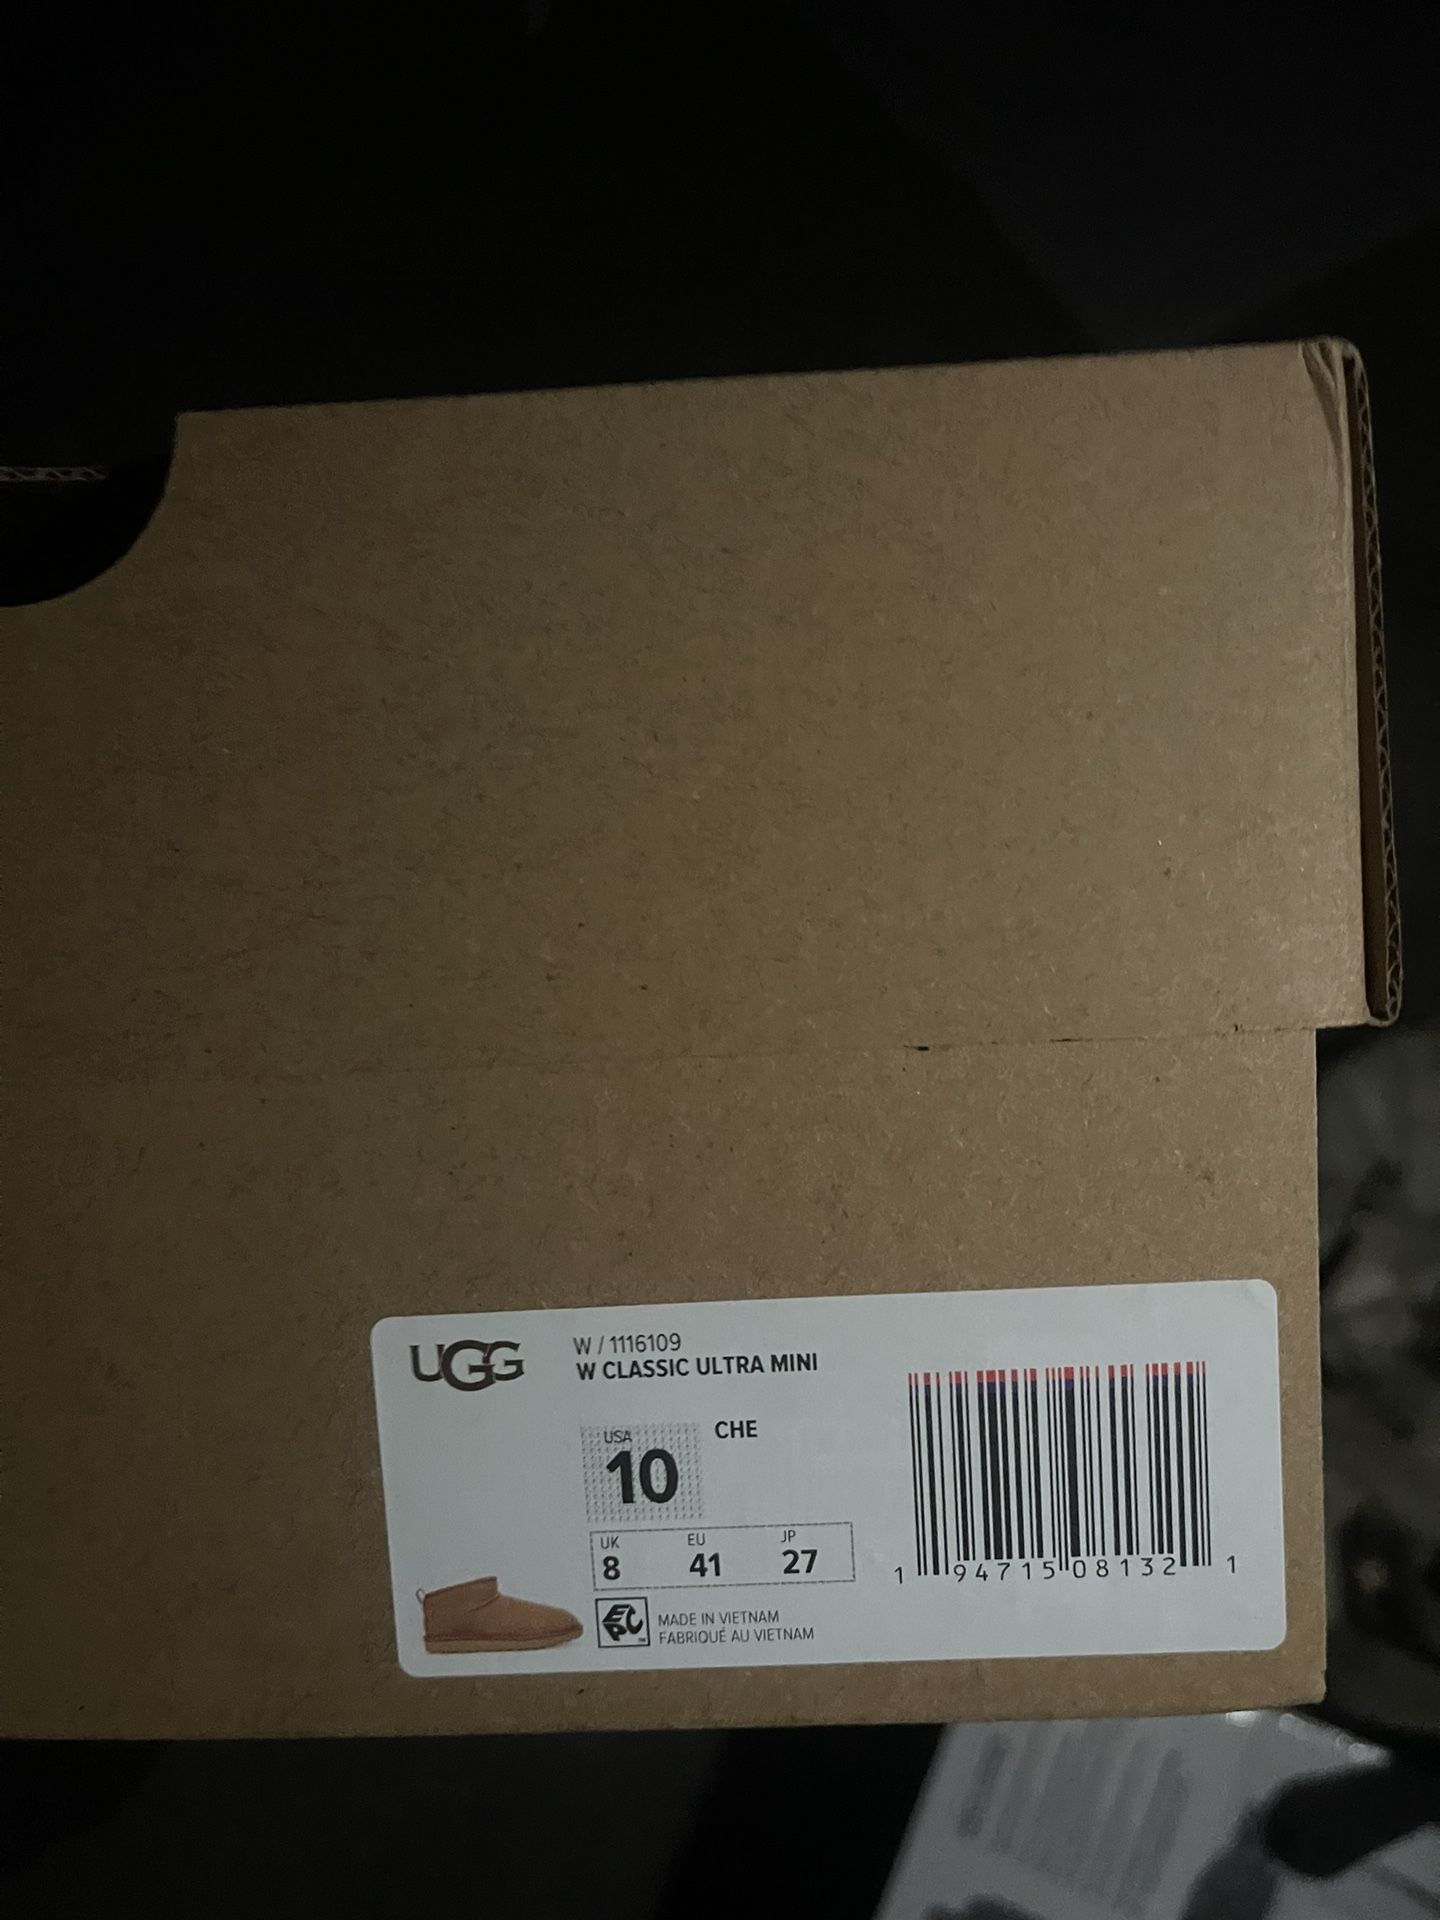 UGG
W / 1116109
W CLASSIC ULTRA MINI
USA
10
CHE
UK EU JP
8 41 27
1 94715 08132 1
EPC
MADE IN VIETNAM
FABRIQUÉ AU VIETNAM